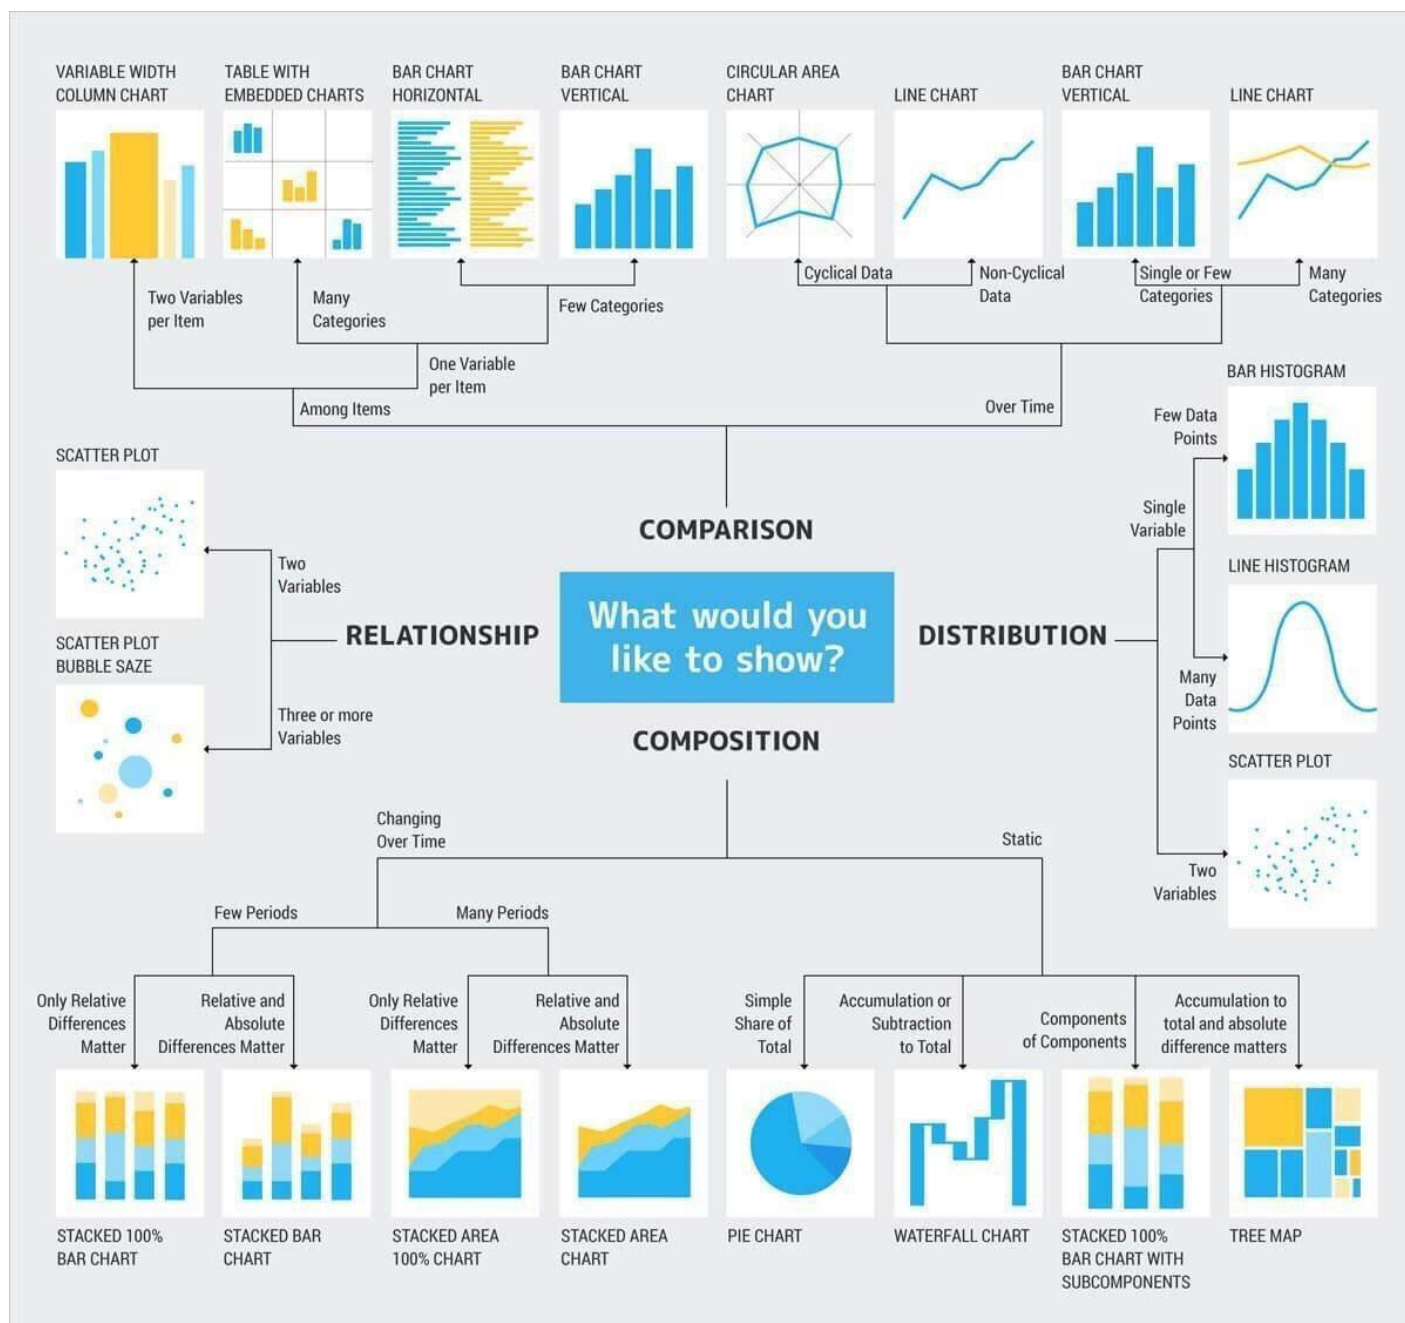 VARIABLE WIDTH
COLUMN CHART
TABLE WITH
EMBEDDED CHARTS
BAR CHART
HORIZONTAL
BAR CHART
VERTICAL
CIRCULAR AREA
CHART
LINE CHART
BAR CHART
VERTICAL
LINE CHART
Two Variables
per Item
Many
Categories
Few Categories
Cyclical Data
Non-Cyclical
Data
Single or Few
Categories
Many
Categories
One Variable
per Item
Among Items
Over Time
BAR HISTOGRAM
Few Data
Points
Single
Variable
LINE HISTOGRAM
Many
Data
Points
SCATTER PLOT
Two
Variables
SCATTER PLOT
Two
Variables
SCATTER PLOT
BUBBLE SAZE
Three or more
Variables
COMPARISON
RELATIONSHIP
What would you
like to show?
DISTRIBUTION
COMPOSITION
Changing
Over Time
Static
Few Periods
Many Periods
Only Relative
Differences
Matter
Relative and
Absolute
Differences Matter
Only Relative
Differences
Matter
Relative and
Absolute
Differences Matter
Simple
Share of
Total
Accumulation or
Subtraction
to Total
Components
of Components
Accumulation to
total and absolute
difference matters
STACKED 100%
BAR CHART
STACKED BAR
CHART
STACKED AREA
100% CHART
STACKED AREA
CHART
PIE CHART
WATERFALL CHART
STACKED 100%
BAR CHART WITH
SUBCOMPONENTS
TREE MAP